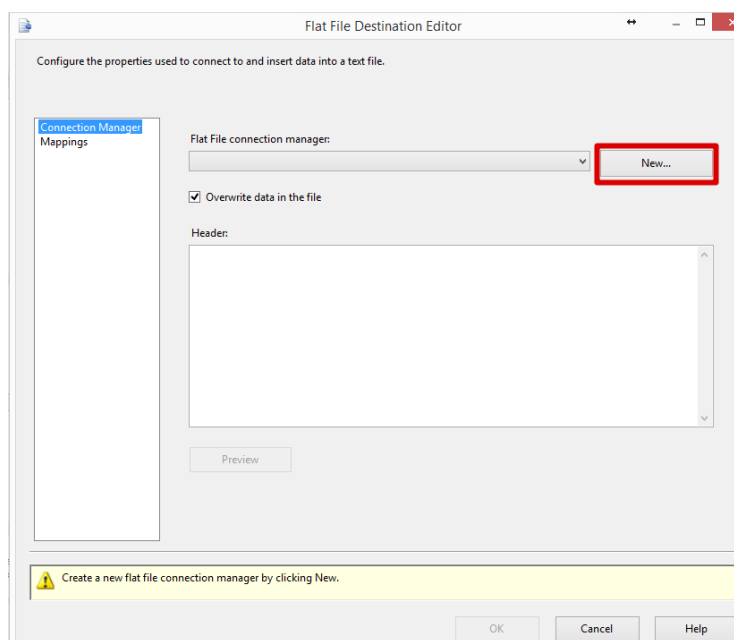 Flat File Destination Editor
Configure the properties used to connect to and insert data into a text file.
Connection Manager
Mappings
Flat File connection manager:
New...
Overwrite data in the file
Header:
Preview
Create a new flat file connection manager by clicking New.
OK
Cancel
Help